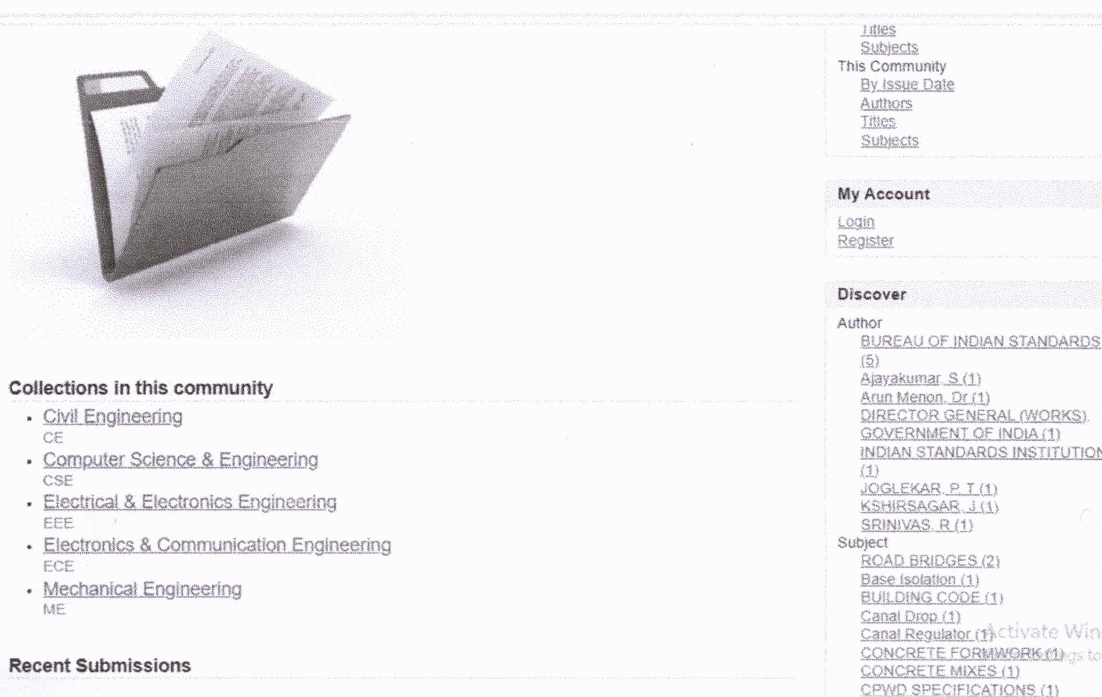 Collections in this community
• Civil Engineering
CE
• Computer Science & Engineering
CSE
• Electrical & Electronics Engineering
EEE
• Electronics & Communication Engineering
ECE
• Mechanical Engineering
ME
Recent Submissions
Titles
Subjects
This Community
By Issue Date
Authors
Titles
Subjects
My Account
Login
Register
Discover
Author
BUREAU OF INDIAN STANDARDS
(5)
Ajayakumar, S (1)
Arun Menon, Dr (1)
DIRECTOR GENERAL (WORKS),
GOVERNMENT OF INDIA (1)
INDIAN STANDARDS INSTITUTION
(1)
JOGLEKAR, P. T (1)
KSHIRSAGAR, J (1)
SRINIVAS, R (1)
Subject
ROAD BRIDGES (2)
Base Isolation (1)
BUILDING CODE (1)
Canal Drop (1)
Canal Regulator (1)
Activate Win
CONCRETE FORMWORK (1)
gs to
CONCRETE MIXES (1)
CPWD SPECIFICATIONS (1)